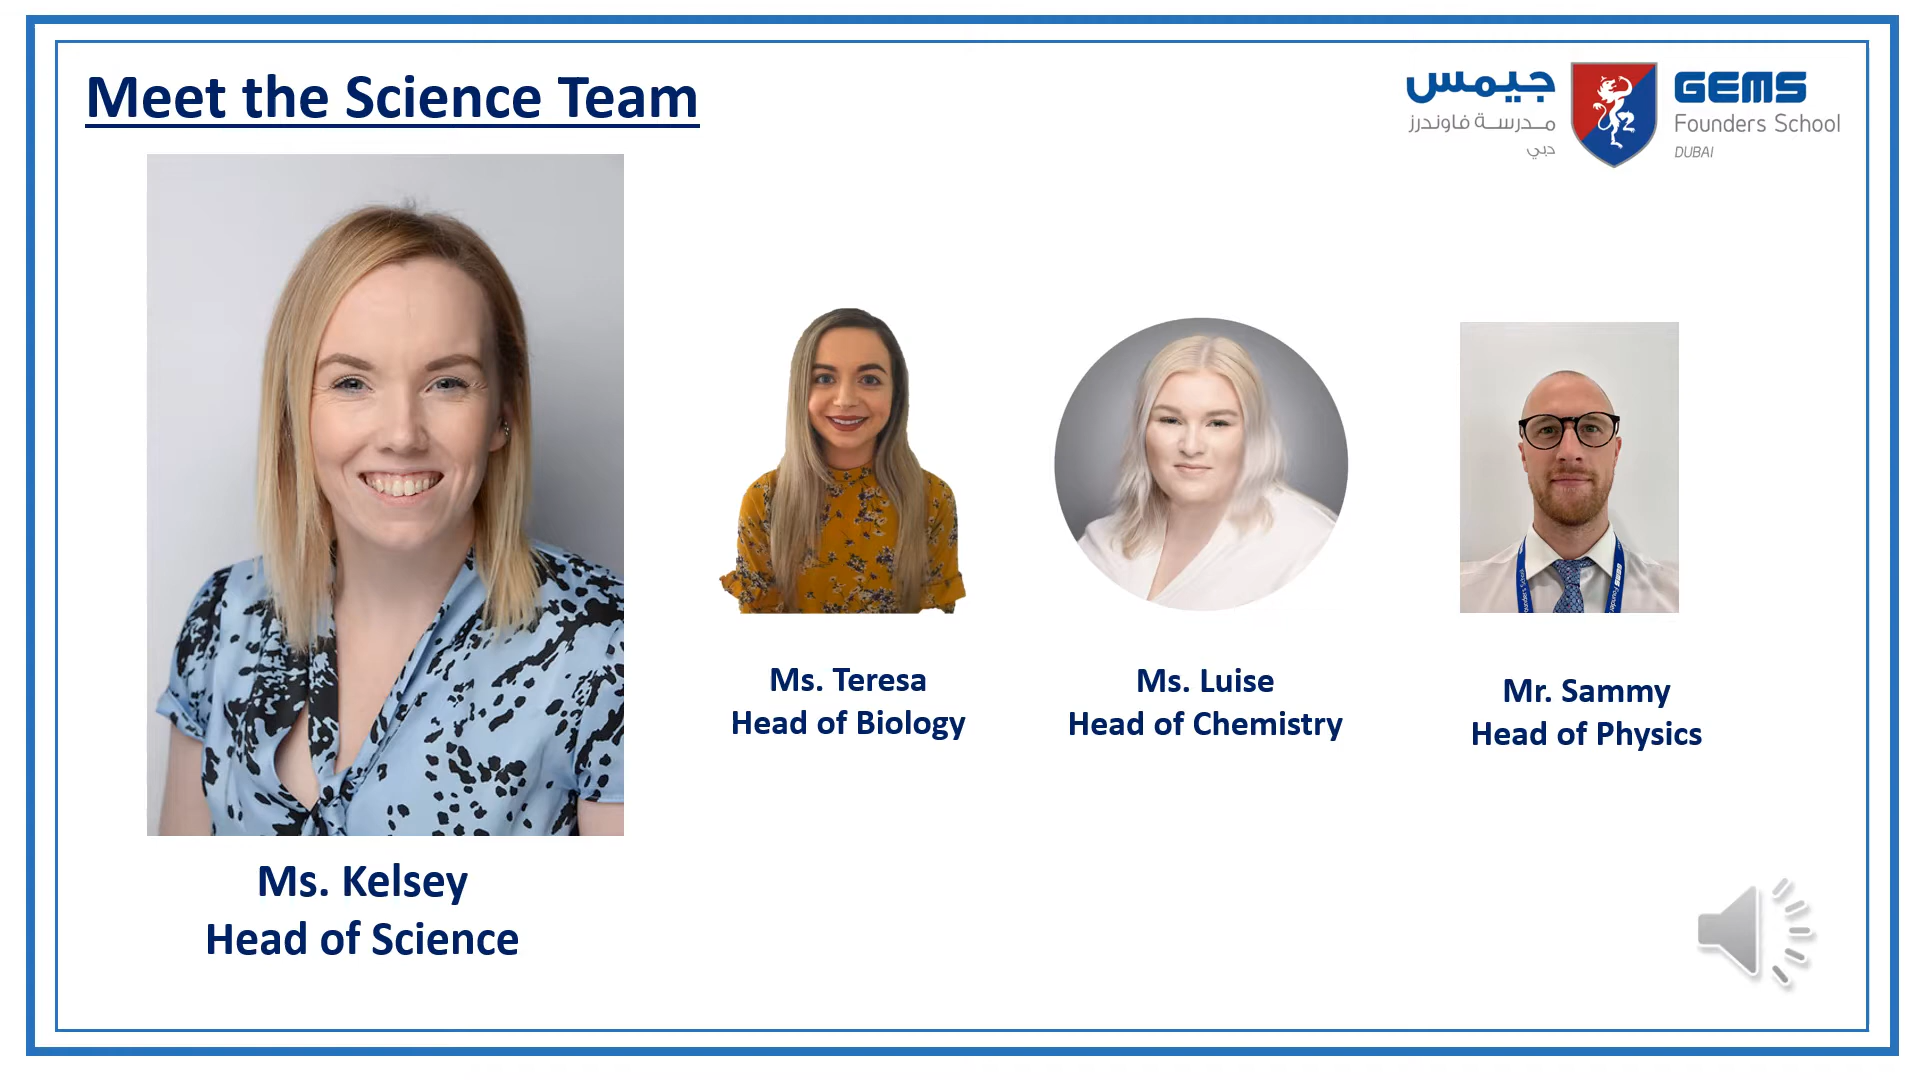 Meet the Science Team
جيمس
مدرسة فاوندرز
دبي
GEMS
Founders School
DUBAI
Ms. Teresa
Head of Biology
Ms. Luise
Head of Chemistry
Mr. Sammy
Head of Physics
Ms. Kelsey
Head of Science